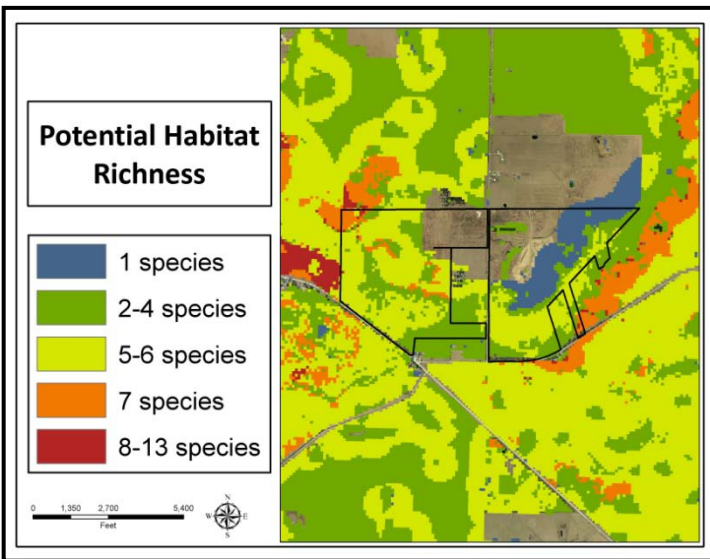 Potential Habitat
Richness
1 species
2-4 species
5-6 species
7 species
8-13 species
0 1,350 2,700 5,400
Feet
N
W E
S